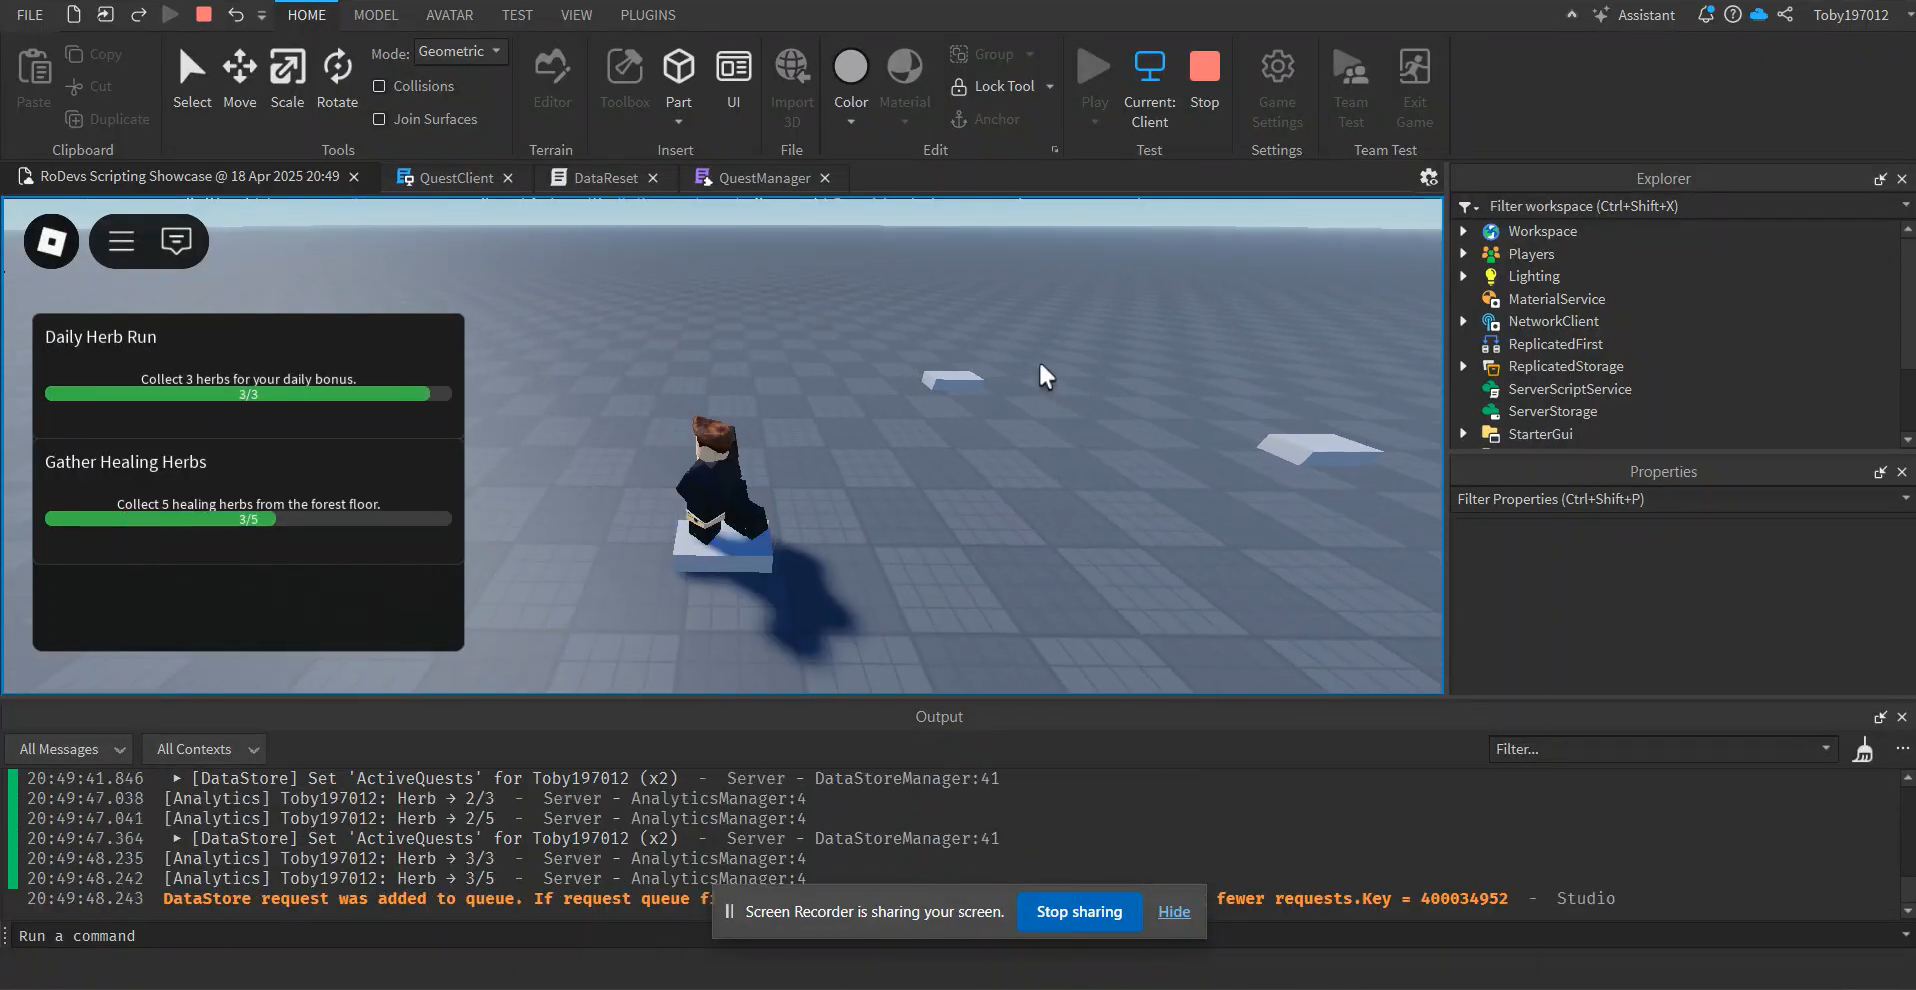 FILE
HOME
MODEL
AVATAR
TEST
VIEW
PLUGINS
Assistant
Toby197012
Paste
Copy
Cut
Duplicate
Clipboard
Select
Move
Scale
Rotate
Mode: Geometric
Collisions
Join Surfaces
Tools
Editor
Terrain
Toolbox
Part
UI
Insert
Import
3D
File
Color
Material
Group
Lock Tool
Anchor
Edit
Play
Current:
Client
Stop
Test
Game
Settings
Settings
Team
Test
Exit
Game
Team Test
RoDevs Scripting Showcase @ 18 Apr 2025 20:49
QuestClient
DataReset
QuestManager
Daily Herb Run
Collect 3 herbs for your daily bonus.
3/3
Gather Healing Herbs
Collect 5 healing herbs from the forest floor.
3/5
Explorer
Filter workspace (Ctrl+Shift+X)
Workspace
Players
Lighting
MaterialService
NetworkClient
ReplicatedFirst
ReplicatedStorage
ServerScriptService
ServerStorage
StarterGui
Properties
Filter Properties (Ctrl+Shift+P)
Output
All Messages
All Contexts
Filter...
20:49:41.846 ▶ [DataStore] Set 'ActiveQuests' for Toby197012 (x2) - Server - DataStoreManager:41
20:49:47.038 [Analytics] Toby197012: Herb → 2/3 - Server - AnalyticsManager:4
20:49:47.041 [Analytics] Toby197012: Herb → 2/5 - Server - AnalyticsManager:4
20:49:47.364 ▶ [DataStore] Set 'ActiveQuests' for Toby197012 (x2) - Server - DataStoreManager:41
20:49:48.235 [Analytics] Toby197012: Herb → 3/3 - Server - AnalyticsManager:4
20:49:48.242 [Analytics] Toby197012: Herb → 3/5 - Server - AnalyticsManager:4
20:49:48.243 DataStore request was added to queue. If request queue fewer requests.Key = 400034952 - Studio
Screen Recorder is sharing your screen.
Stop sharing
Hide
Run a command